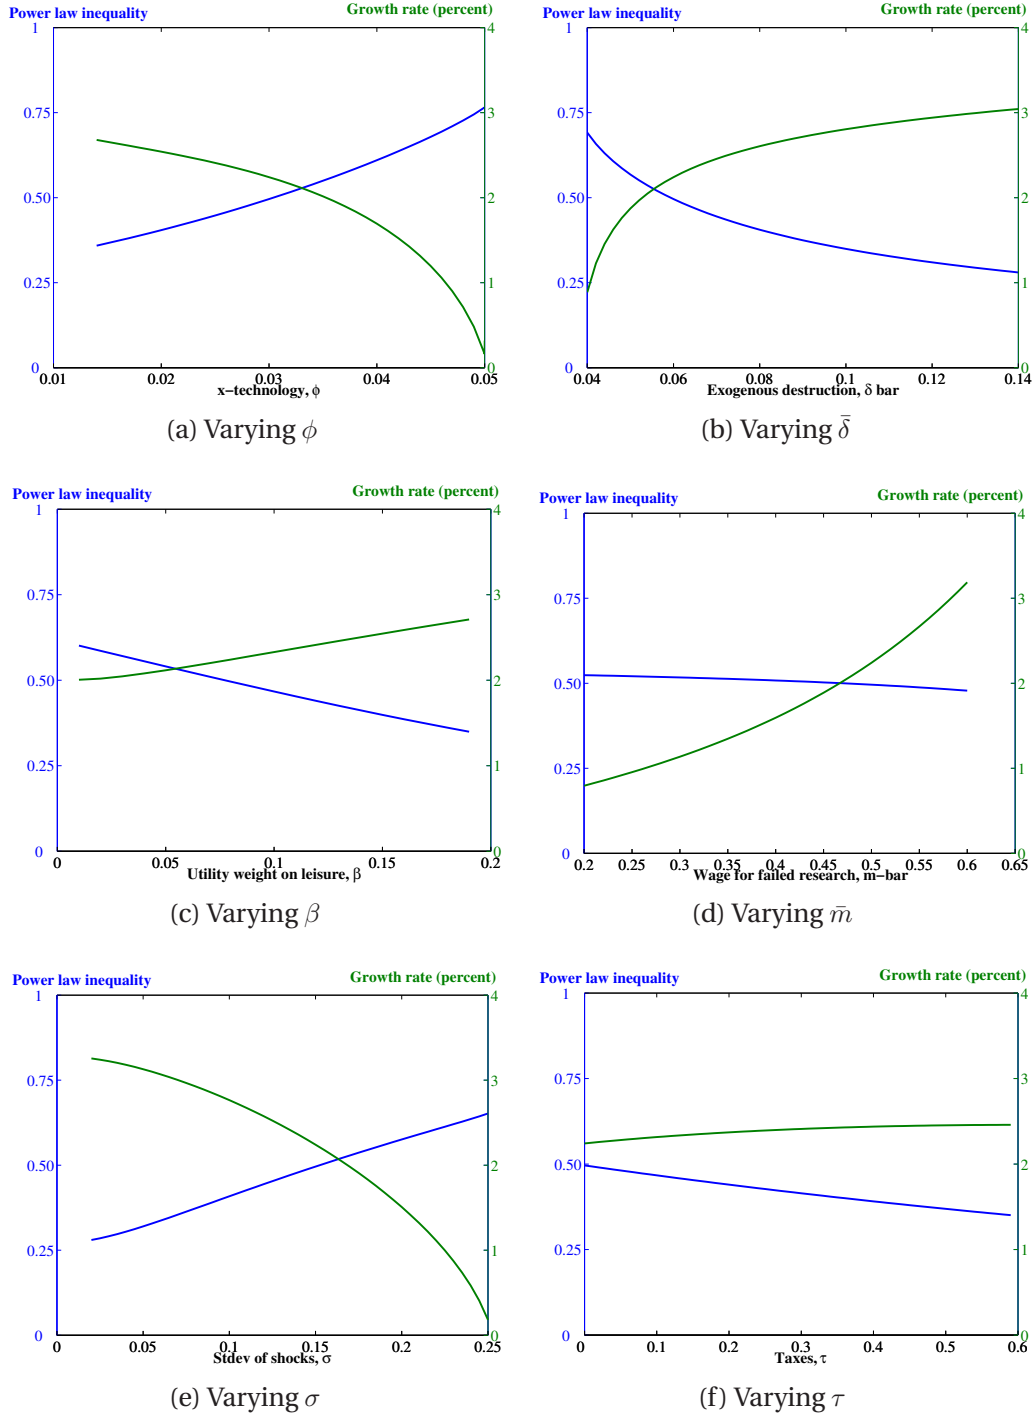 Power law inequality Growth rate (percent)
1 4
0.75 3
0.50 2
0.25 1
0 0
0.01 0.02 0.03 0.04 0.05
x−technology, ϕ
(a) Varying ϕ
Power law inequality Growth rate (percent)
1 4
0.75 3
0.50 2
0.25 1
0 0
0.04 0.06 0.08 0.1 0.12 0.14
Exogenous destruction, δ bar
(b) Varying δ̄
Power law inequality Growth rate (percent)
1 4
0.75 3
0.50 2
0.25 1
0 0
0 0.05 0.1 0.15 0.2
Utility weight on leisure, β
(c) Varying β
Power law inequality Growth rate (percent)
1 4
0.75 3
0.50 2
0.25 1
0 0
0.2 0.25 0.3 0.35 0.4 0.45 0.5 0.55 0.6 0.65
Wage for failed research, m−bar
(d) Varying m̄
Power law inequality Growth rate (percent)
1 4
0.75 3
0.50 2
0.25 1
0 0
0 0.05 0.1 0.15 0.2 0.25
Stdev of shocks, σ
(e) Varying σ
Power law inequality Growth rate (percent)
1 4
0.75 3
0.50 2
0.25 1
0 0
0 0.1 0.2 0.3 0.4 0.5 0.6
Taxes, τ
(f) Varying τ